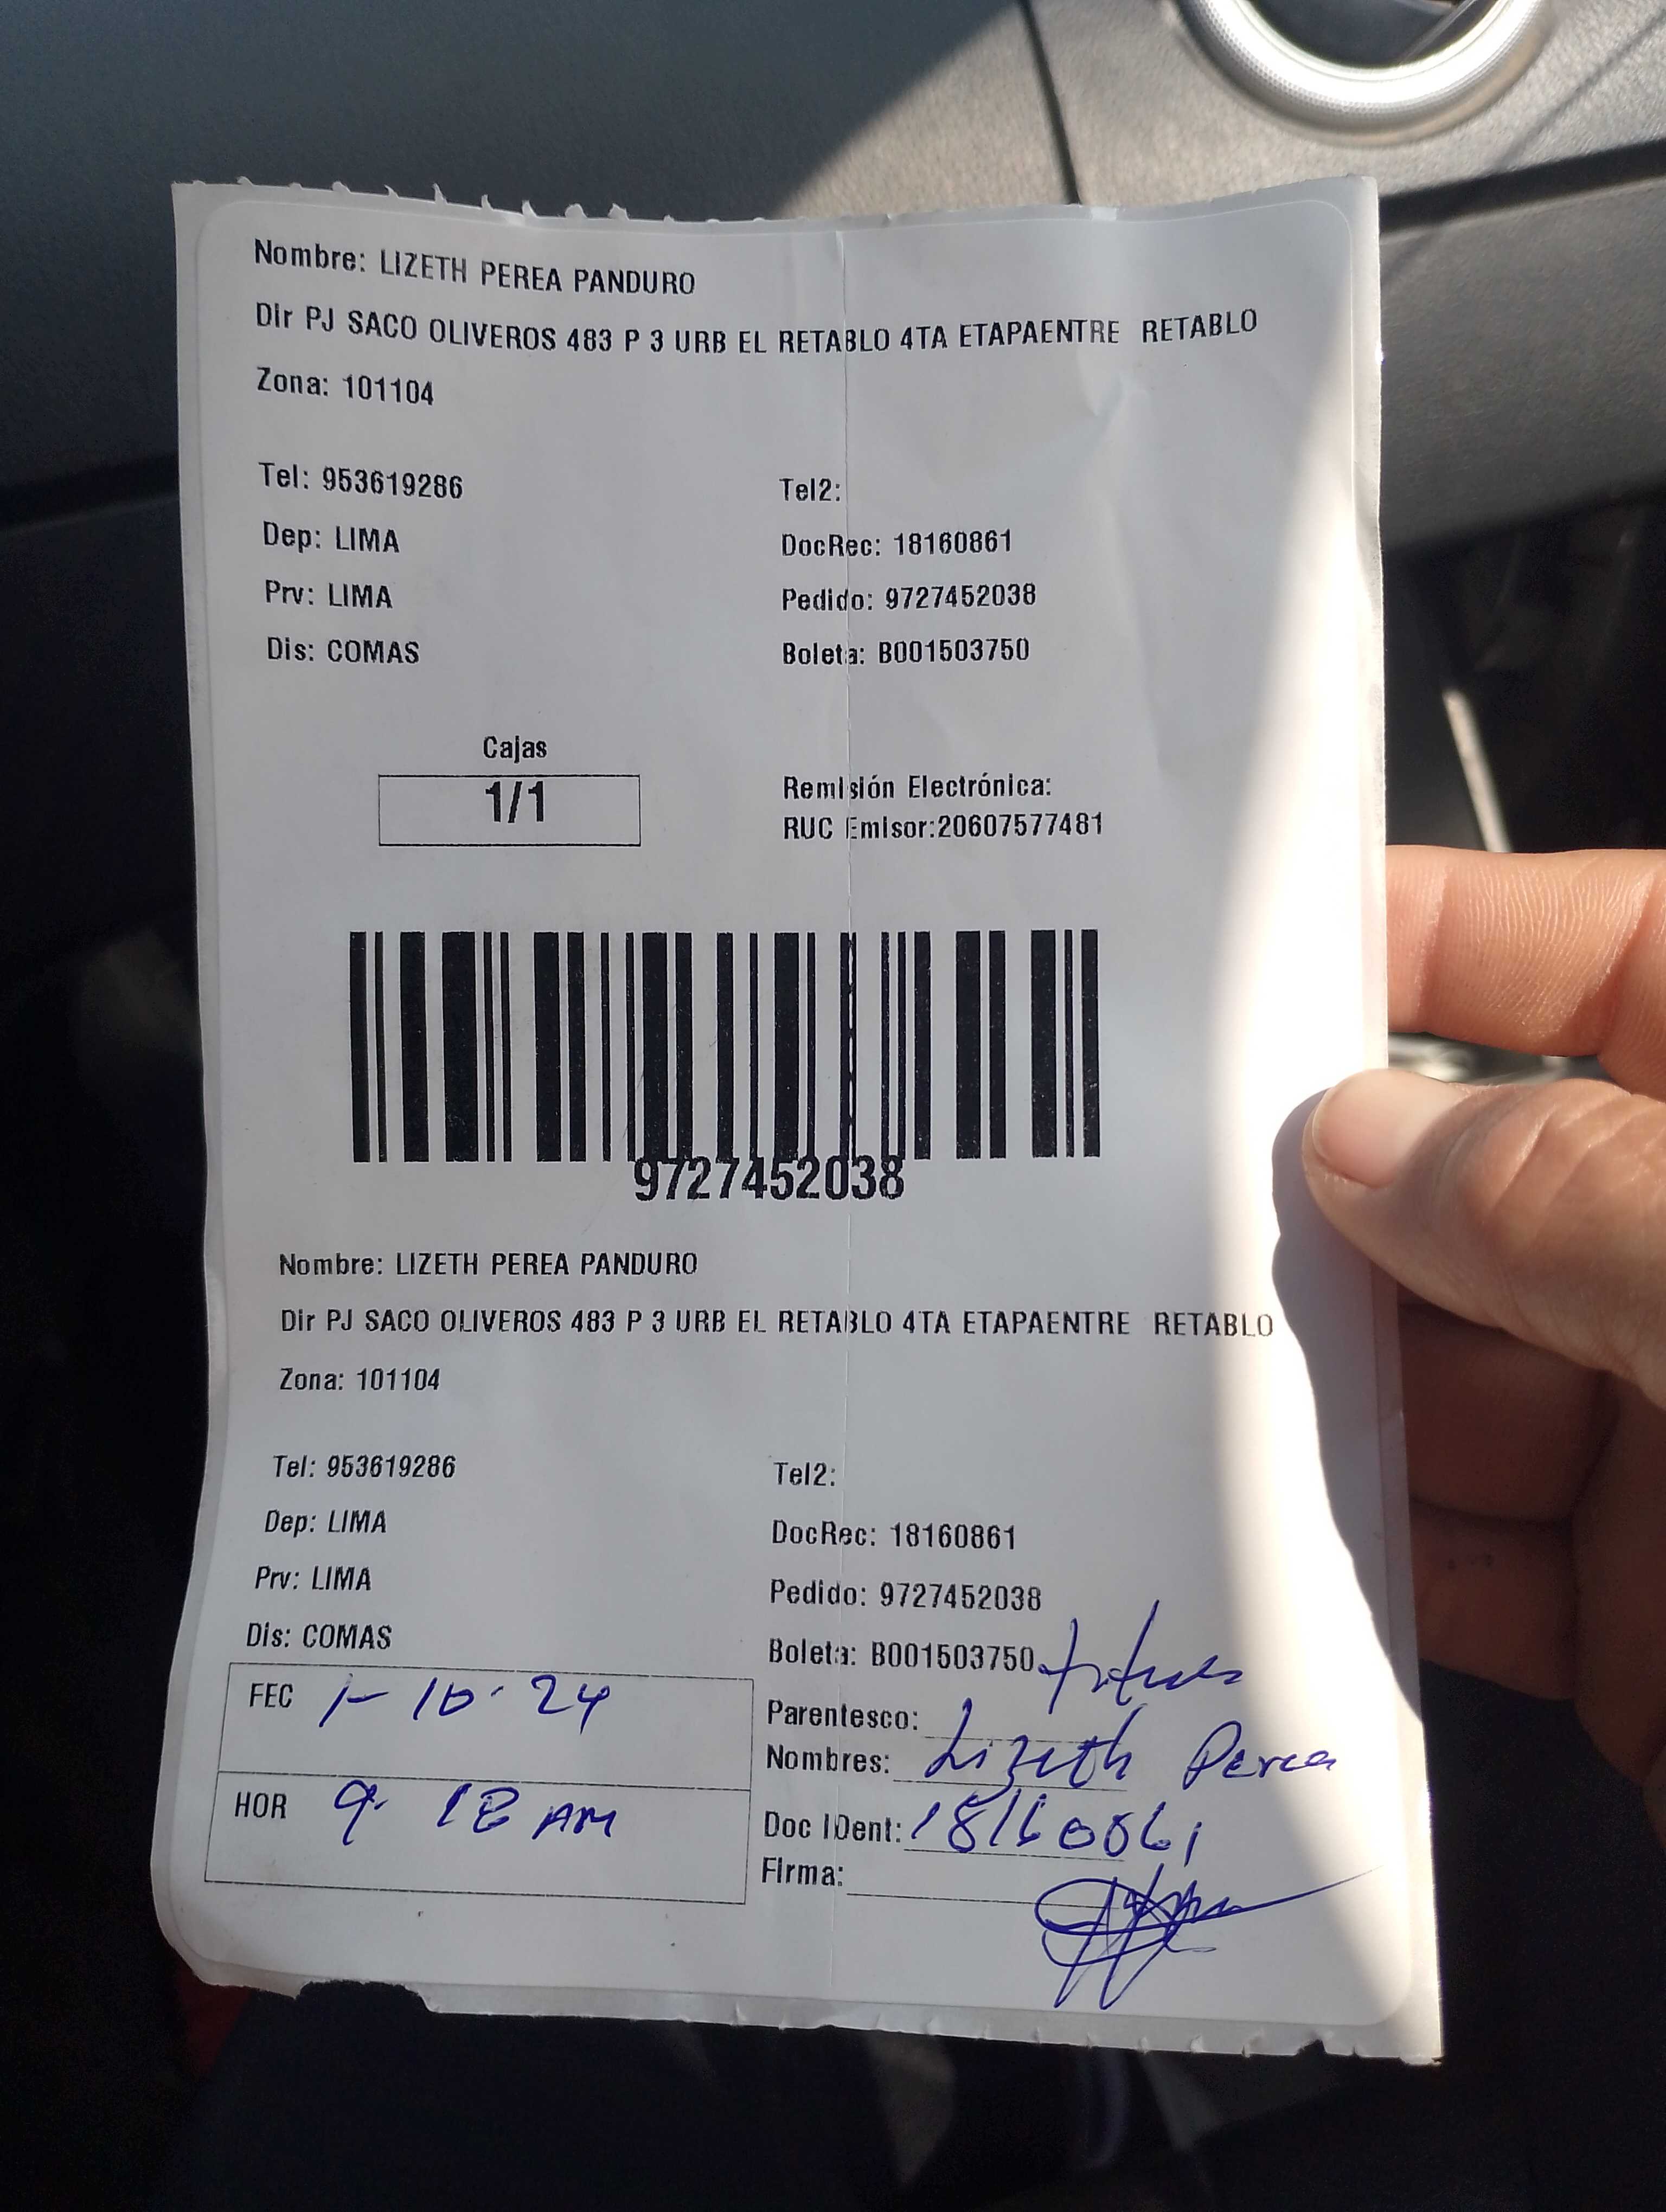 Nombre: LIZETH PEREA PANDURO
Dir PJ SACO OLIVEROS 483 P 3 URB EL RETABLO 4TA ETAPAENTRE RETABLO
Zona: 101104
Tel: 953619286 Tel2:
Dep: LIMA DocRec: 18160861
Prv: LIMA Pedido: 9727452038
Dis: COMAS Boleta: B001503750
Cajas
1/1
Remisión Electrónica:
RUC Emisor:20607577481
9727452038
Nombre: LIZETH PEREA PANDURO
Dir PJ SACO OLIVEROS 483 P 3 URB EL RETABLO 4TA ETAPAENTRE RETABLO
Zona: 101104
Tel: 953619286 Tel2:
Dep: LIMA DocRec: 18160861
Prv: LIMA Pedido: 9727452038
Dis: COMAS Boleta: B001503750
FEC 1-10-24
HOR 9 18 AM
Parentesco:
Nombres: Lizeth Perea
Doc IDent: 18160861
Firma: